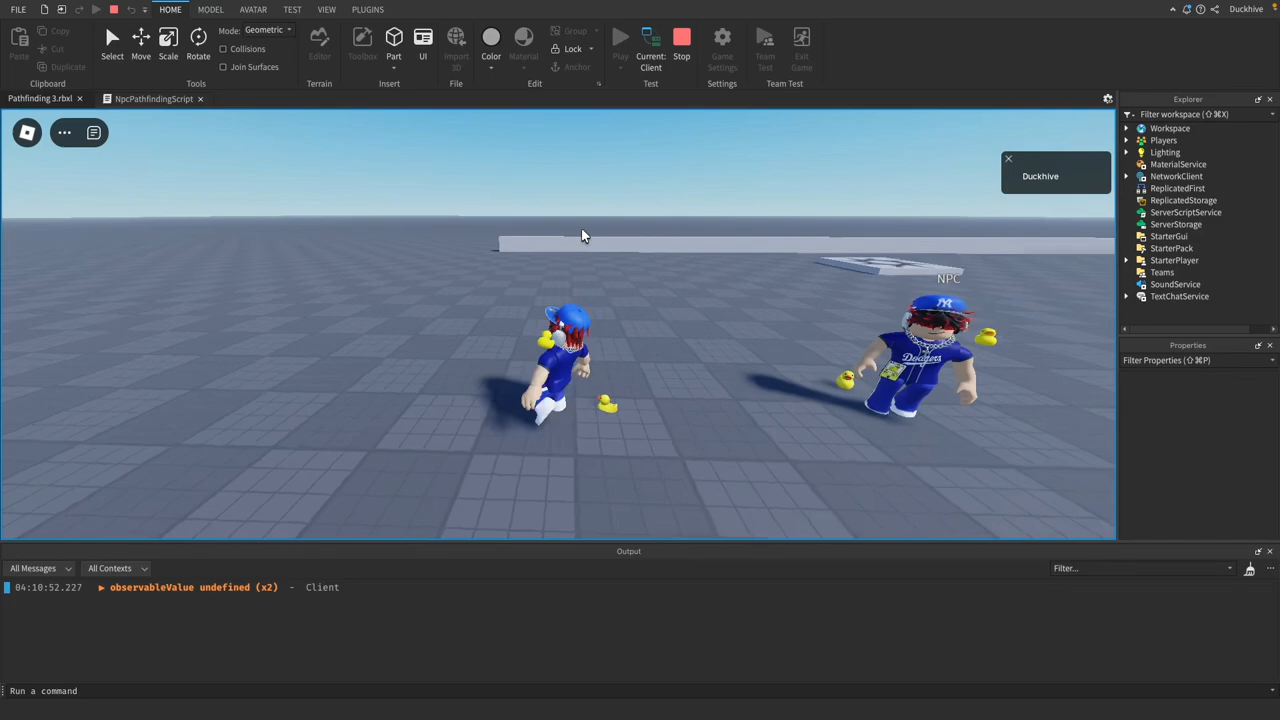 FILE HOME MODEL AVATAR TEST VIEW PLUGINS Duckhive
Paste Copy Cut Duplicate Clipboard
Select Move Scale Rotate Mode: Geometric Collisions Join Surfaces Tools
Editor Terrain
Toolbox Part UI Insert
Import 3D File
Color Material Group Lock Anchor Edit
Play Current: Client Stop Test
Game Settings Settings
Team Test Exit Game Team Test
Pathfinding 3.rbxl NpcPathfindingScript
Duckhive
NPC
Dodgers
Explorer
Filter workspace (⇧⌘X)
Workspace
Players
Lighting
MaterialService
NetworkClient
ReplicatedFirst
ReplicatedStorage
ServerScriptService
ServerStorage
StarterGui
StarterPack
StarterPlayer
Teams
SoundService
TextChatService
Properties
Filter Properties (⇧⌘P)
Output
All Messages All Contexts Filter...
04:10:52.227 observableValue undefined (x2) - Client
Run a command